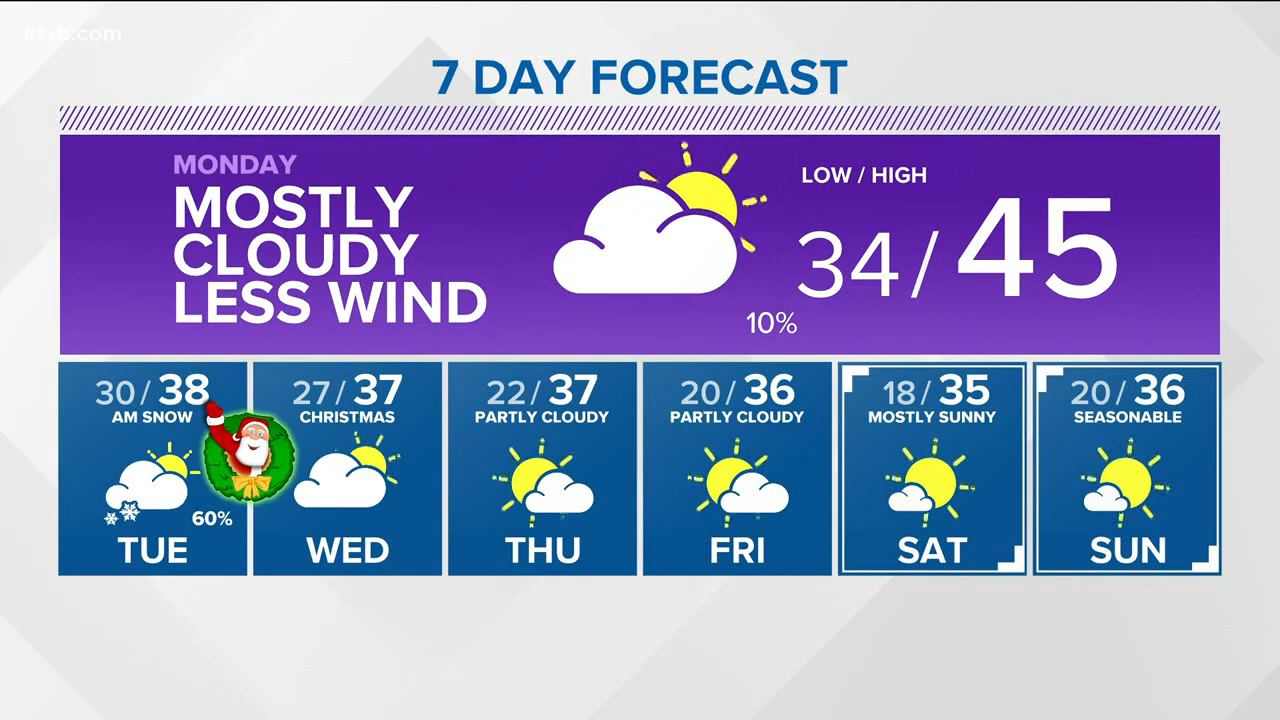 ktvb.com
7 DAY FORECAST
MONDAY
MOSTLY
CLOUDY
LESS WIND
LOW / HIGH
34 / 45
10%
30 / 38
AM SNOW
60%
TUE
27 / 37
CHRISTMAS
WED
22 / 37
PARTLY CLOUDY
THU
20 / 36
PARTLY CLOUDY
FRI
18 / 35
MOSTLY SUNNY
SAT
20 / 36
SEASONABLE
SUN